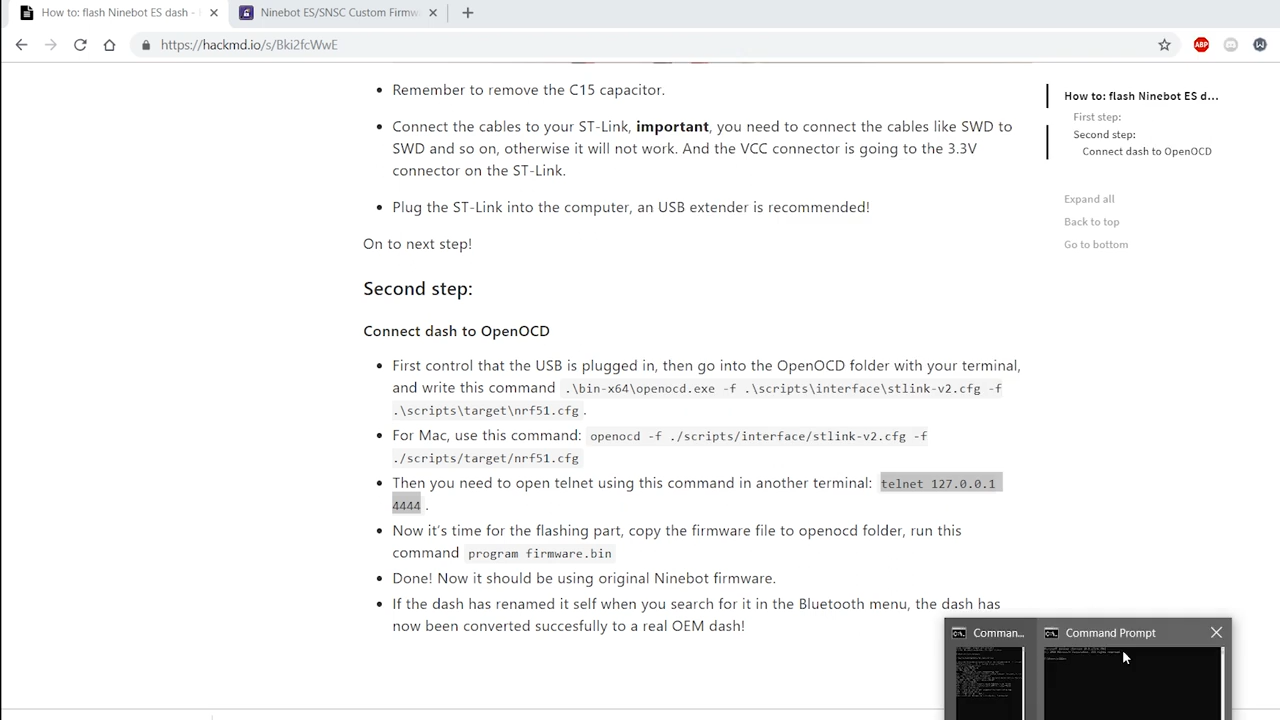 How to: flash Ninebot ES dash -
Ninebot ES/SNSC Custom Firmw
https://hackmd.io/s/Bki2fcWwE
ABP
Remember to remove the C15 capacitor.
Connect the cables to your ST-Link, important, you need to connect the cables like SWD to
SWD and so on, otherwise it will not work. And the VCC connector is going to the 3.3V
connector on the ST-Link.
Plug the ST-Link into the computer, an USB extender is recommended!
On to next step!
Second step:
Connect dash to OpenOCD
First control that the USB is plugged in, then go into the OpenOCD folder with your terminal,
and write this command .\bin-x64\openocd.exe -f .\scripts\interface\stlink-v2.cfg -f
.\scripts\target\nrf51.cfg .
For Mac, use this command: openocd -f ./scripts/interface/stlink-v2.cfg -f
./scripts/target/nrf51.cfg
Then you need to open telnet using this command in another terminal: telnet 127.0.0.1
4444 .
Now it's time for the flashing part, copy the firmware file to openocd folder, run this
command program firmware.bin
Done! Now it should be using original Ninebot firmware.
If the dash has renamed it self when you search for it in the Bluetooth menu, the dash has
now been converted succesfully to a real OEM dash!
How to: flash Ninebot ES d...
First step:
Second step:
Connect dash to OpenOCD
Expand all
Back to top
Go to bottom
Comman...
Command Prompt